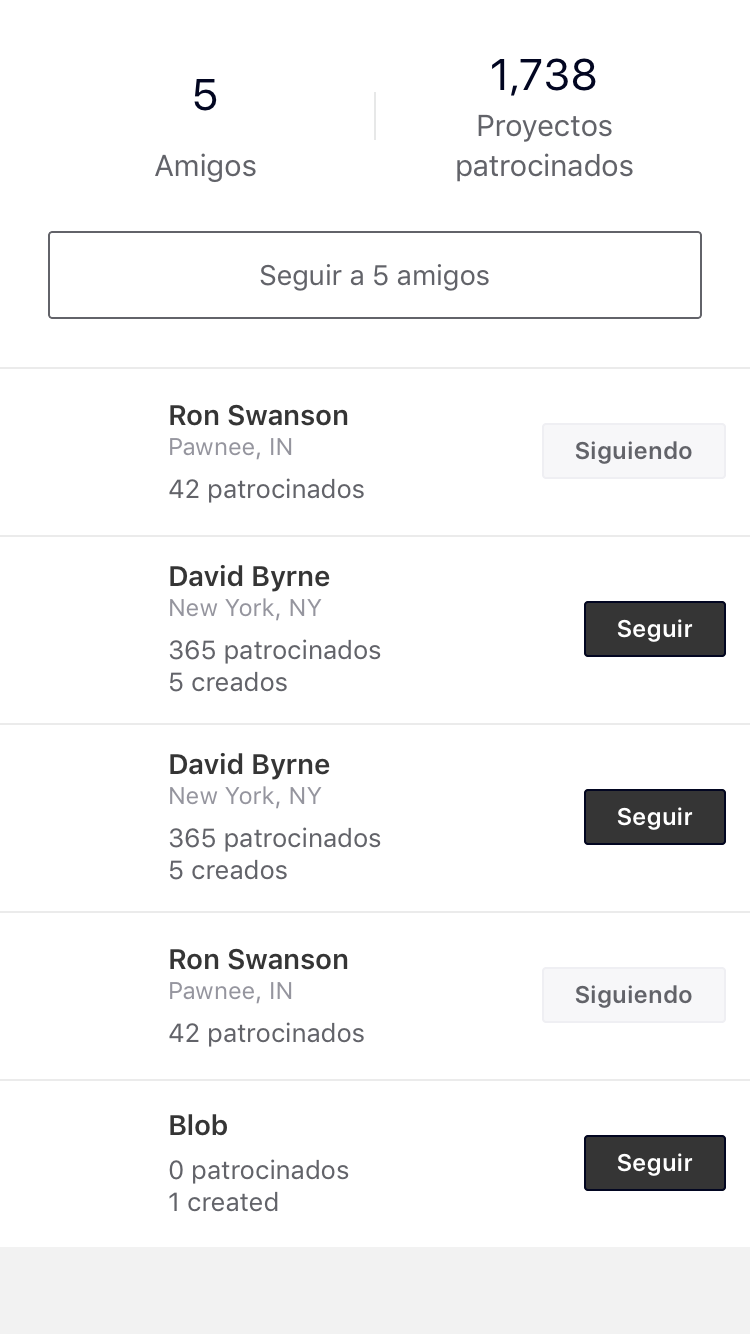 5
Amigos
1,738
Proyectos
patrocinados
Seguir a 5 amigos
Ron Swanson
Pawnee, IN
42 patrocinados
Siguiendo
David Byrne
New York, NY
365 patrocinados
5 creados
Seguir
David Byrne
New York, NY
365 patrocinados
5 creados
Seguir
Ron Swanson
Pawnee, IN
42 patrocinados
Siguiendo
Blob
0 patrocinados
1 created
Seguir